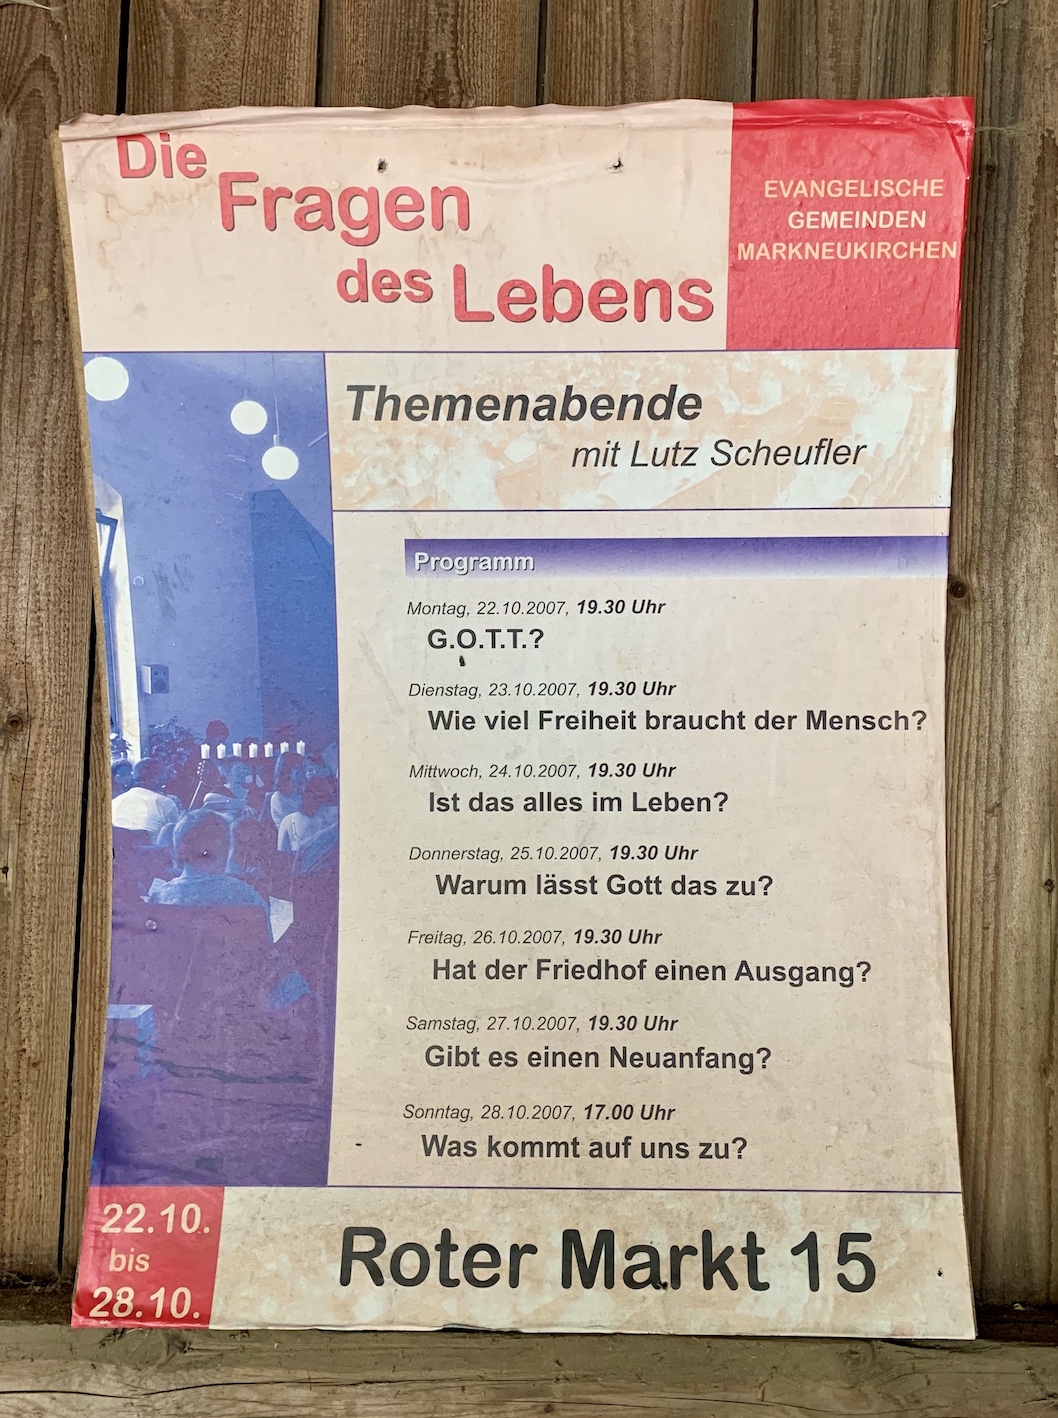 Die
Fragen
des Lebens
EVANGELISCHE
GEMEINDEN
MARKNEUKIRCHEN
Themenabende
mit Lutz Scheufler
Programm
Montag, 22.10.2007, 19.30 Uhr
G.O.T.T.?
Dienstag, 23.10.2007, 19.30 Uhr
Wie viel Freiheit braucht der Mensch?
Mittwoch, 24.10.2007, 19.30 Uhr
Ist das alles im Leben?
Donnerstag, 25.10.2007, 19.30 Uhr
Warum lässt Gott das zu?
Freitag, 26.10.2007, 19.30 Uhr
Hat der Friedhof einen Ausgang?
Samstag, 27.10.2007, 19.30 Uhr
Gibt es einen Neuanfang?
Sonntag, 28.10.2007, 17.00 Uhr
Was kommt auf uns zu?
22.10.
bis
28.10.
Roter Markt 15